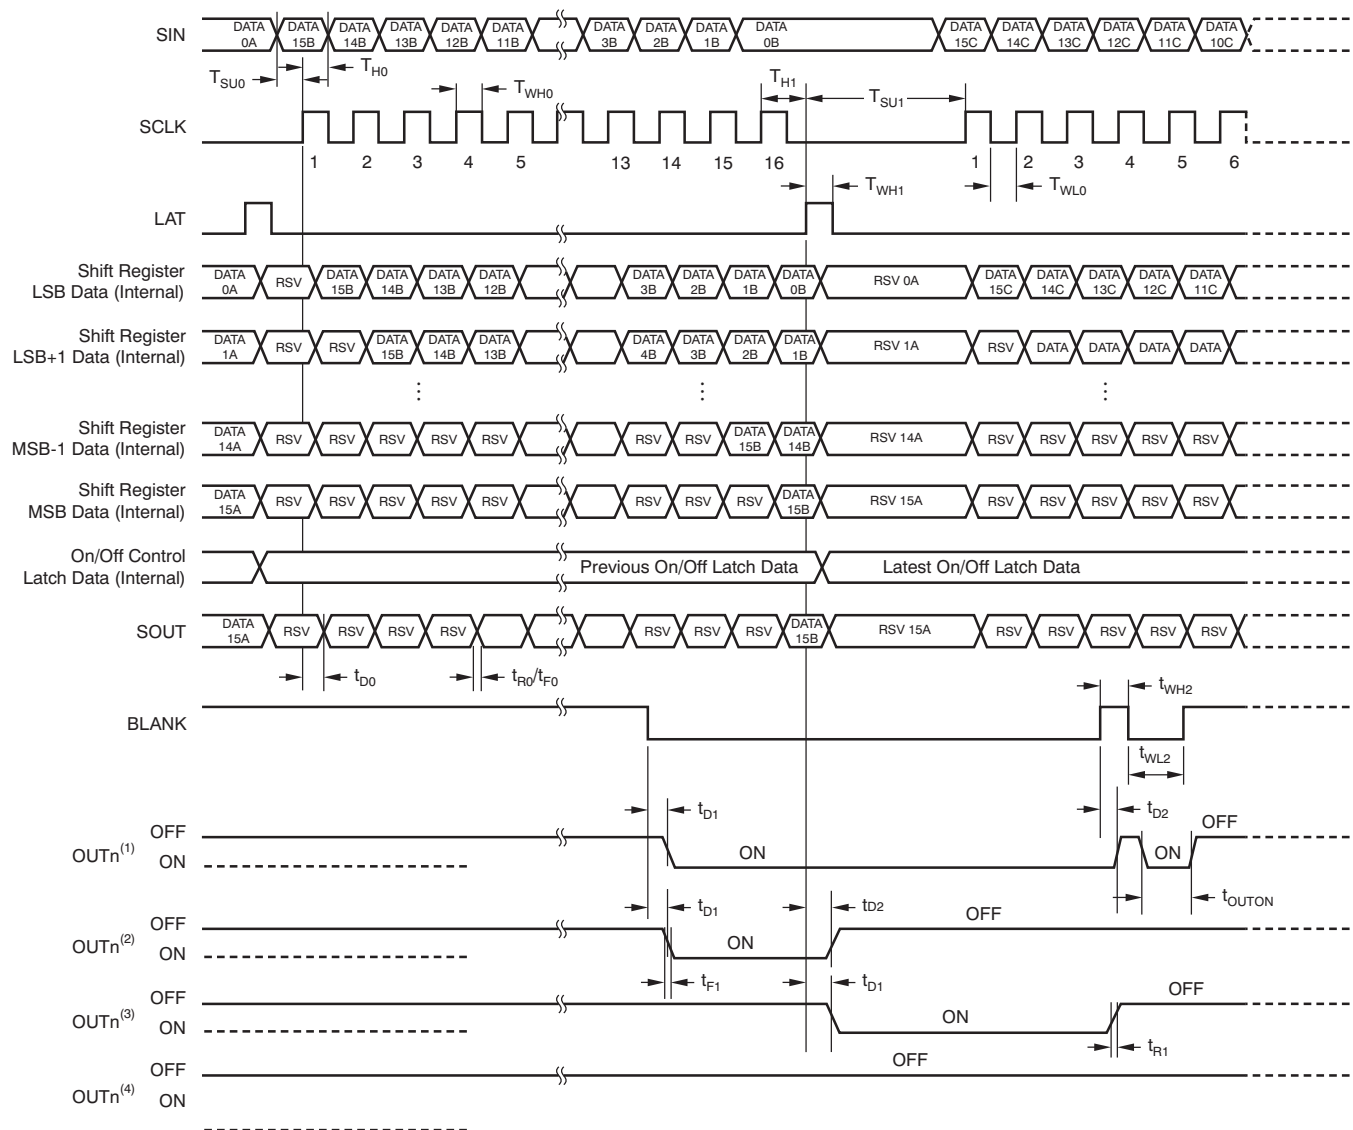 SIN DATA 0A DATA 15B DATA 14B DATA 13B DATA 12B DATA 11B DATA 3B DATA 2B DATA 1B DATA 0B DATA 15C DATA 14C DATA 13C DATA 12C DATA 11C DATA 10C
TSU0 TH0 TWH0 TH1 TSU1
SCLK
1 2 3 4 5 13 14 15 16 1 2 3 4 5 6
TWH1 TWL0
LAT
Shift Register
LSB Data (Internal)
DATA 0A RSV DATA 15B DATA 14B DATA 13B DATA 12B DATA 3B DATA 2B DATA 1B DATA 0B RSV 0A DATA 15C DATA 14C DATA 13C DATA 12C DATA 11C
Shift Register
LSB+1 Data (Internal)
DATA 1A RSV RSV DATA 15B DATA 14B DATA 13B DATA 4B DATA 3B DATA 2B DATA 1B RSV 1A RSV DATA DATA DATA DATA
Shift Register
MSB-1 Data (Internal)
DATA 14A RSV RSV RSV RSV RSV RSV RSV DATA 15B DATA 14B RSV 14A RSV RSV RSV RSV RSV
Shift Register
MSB Data (Internal)
DATA 15A RSV RSV RSV RSV RSV RSV RSV RSV DATA 15B RSV 15A RSV RSV RSV RSV RSV
On/Off Control
Latch Data (Internal)
Previous On/Off Latch Data Latest On/Off Latch Data
SOUT DATA 15A RSV RSV RSV RSV RSV RSV RSV DATA 15B RSV 15A RSV RSV RSV RSV RSV
tD0 tR0/tF0
tWH2
BLANK
tWL2
tD1 tD2
OFF OFF
OUTn(1)
ON ON ON
tD1 tD2 tOUTON
OFF OFF
OUTn(2)
ON ON
tF1 tD1
OFF OFF
OUTn(3)
ON ON
tR1
OFF OFF
OUTn(4)
ON